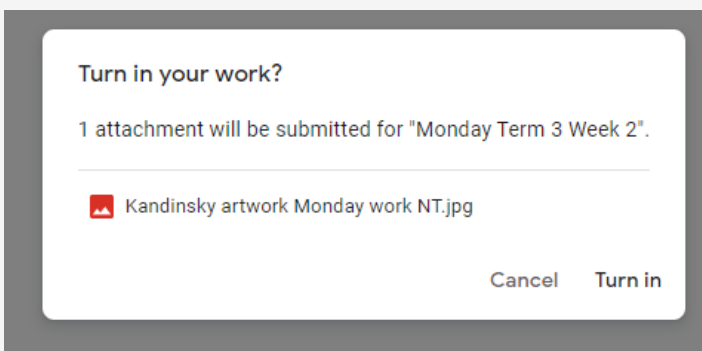 Turn in your work?
1 attachment will be submitted for "Monday Term 3 Week 2".
Kandinsky artwork Monday work NT.jpg
Cancel Turn in